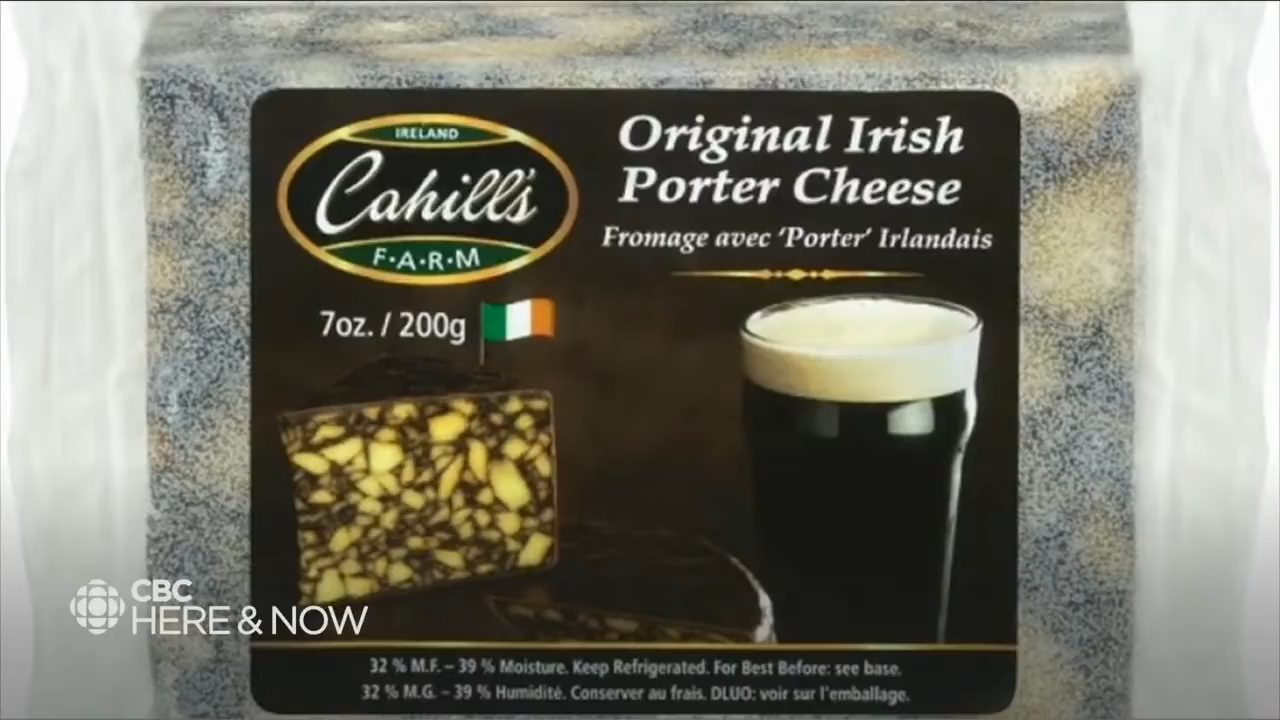 IRELAND
Cahill's
F·A·R·M
Original Irish
Porter Cheese
Fromage avec 'Porter' Irlandais
7oz. / 200g
CBC
HERE & NOW
32 % M.F. – 39 % Moisture. Keep Refrigerated. For Best Before: see base.
32 % M.G. – 39 % Humidité. Conserver au frais. DLUO: voir sur l'emballage.